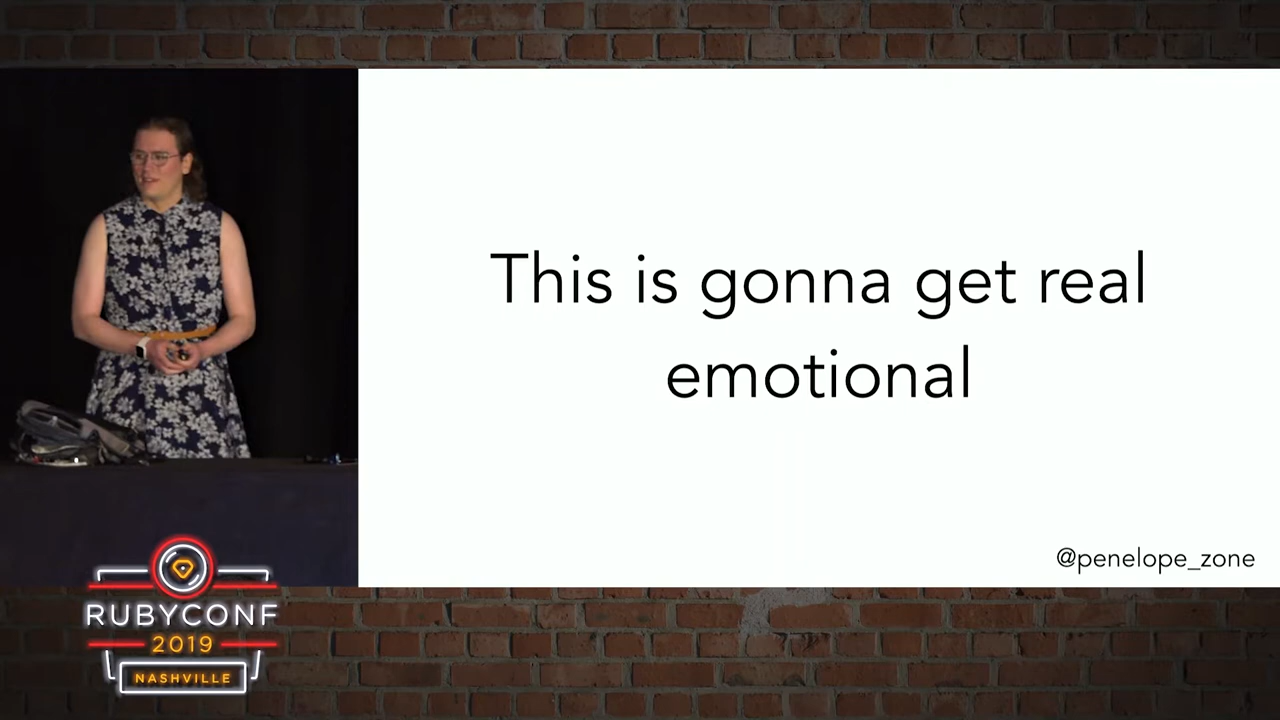 This is gonna get real
emotional
@penelope_zone
RUBYCONF
2019
NASHVILLE